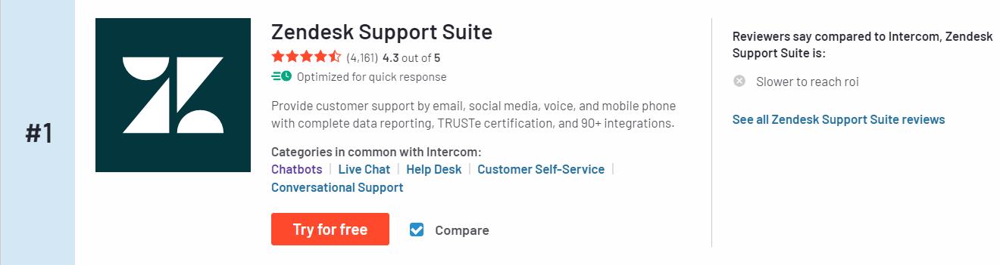 #1
Zendesk Support Suite
(4,161) 4.3 out of 5
Optimized for quick response
Provide customer support by email, social media, voice, and mobile phone
with complete data reporting, TRUSTe certification, and 90+ integrations.
Categories in common with Intercom:
Chatbots | Live Chat | Help Desk | Customer Self-Service |
Conversational Support
Try for free
Compare
Reviewers say compared to Intercom, Zendesk
Support Suite is:
Slower to reach roi
See all Zendesk Support Suite reviews